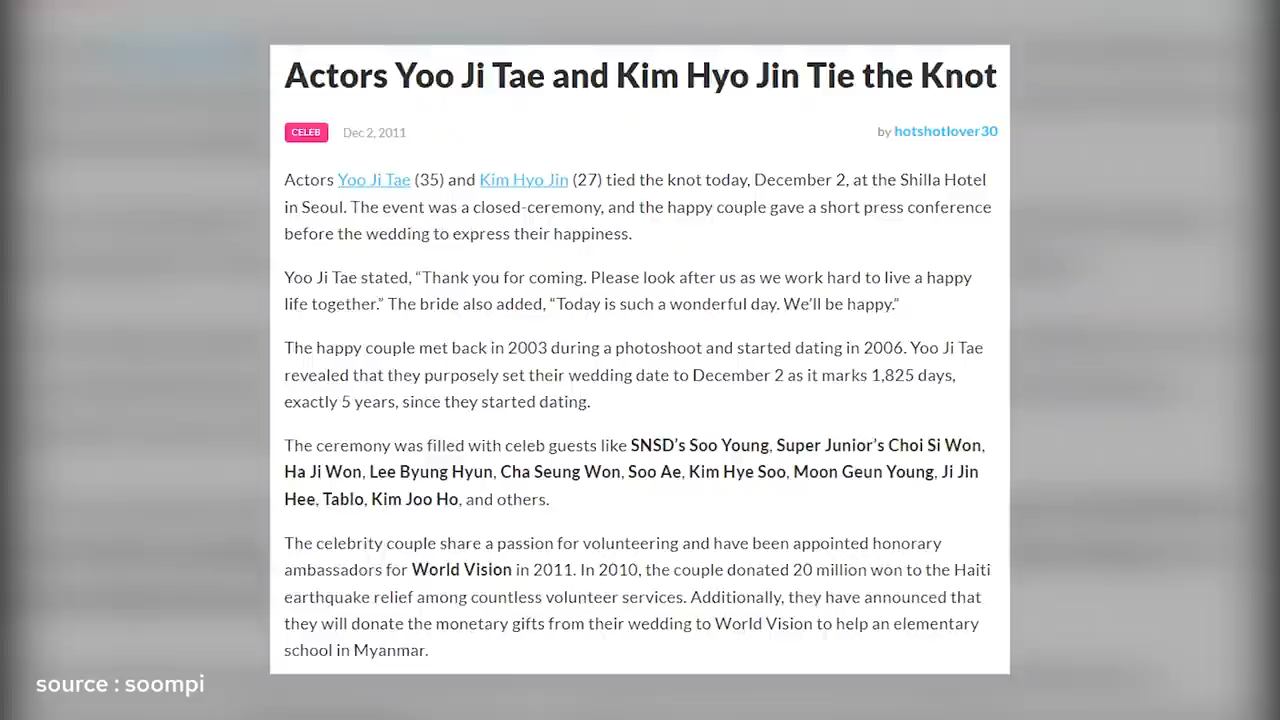 Actors Yoo Ji Tae and Kim Hyo Jin Tie the Knot
CELEB Dec 2, 2011 by hotshotlover30
Actors Yoo Ji Tae (35) and Kim Hyo Jin (27) tied the knot today, December 2, at the Shilla Hotel
in Seoul. The event was a closed-ceremony, and the happy couple gave a short press conference
before the wedding to express their happiness.
Yoo Ji Tae stated, “Thank you for coming. Please look after us as we work hard to live a happy
life together.” The bride also added, “Today is such a wonderful day. We’ll be happy.”
The happy couple met back in 2003 during a photoshoot and started dating in 2006. Yoo Ji Tae
revealed that they purposely set their wedding date to December 2 as it marks 1,825 days,
exactly 5 years, since they started dating.
The ceremony was filled with celeb guests like SNSD’s Soo Young, Super Junior’s Choi Si Won,
Ha Ji Won, Lee Byung Hyun, Cha Seung Won, Soo Ae, Kim Hye Soo, Moon Geun Young, Ji Jin
Hee, Tablo, Kim Joo Ho, and others.
The celebrity couple share a passion for volunteering and have been appointed honorary
ambassadors for World Vision in 2011. In 2010, the couple donated 20 million won to the Haiti
earthquake relief among countless volunteer services. Additionally, they have announced that
they will donate the monetary gifts from their wedding to World Vision to help an elementary
school in Myanmar.
source : soompi